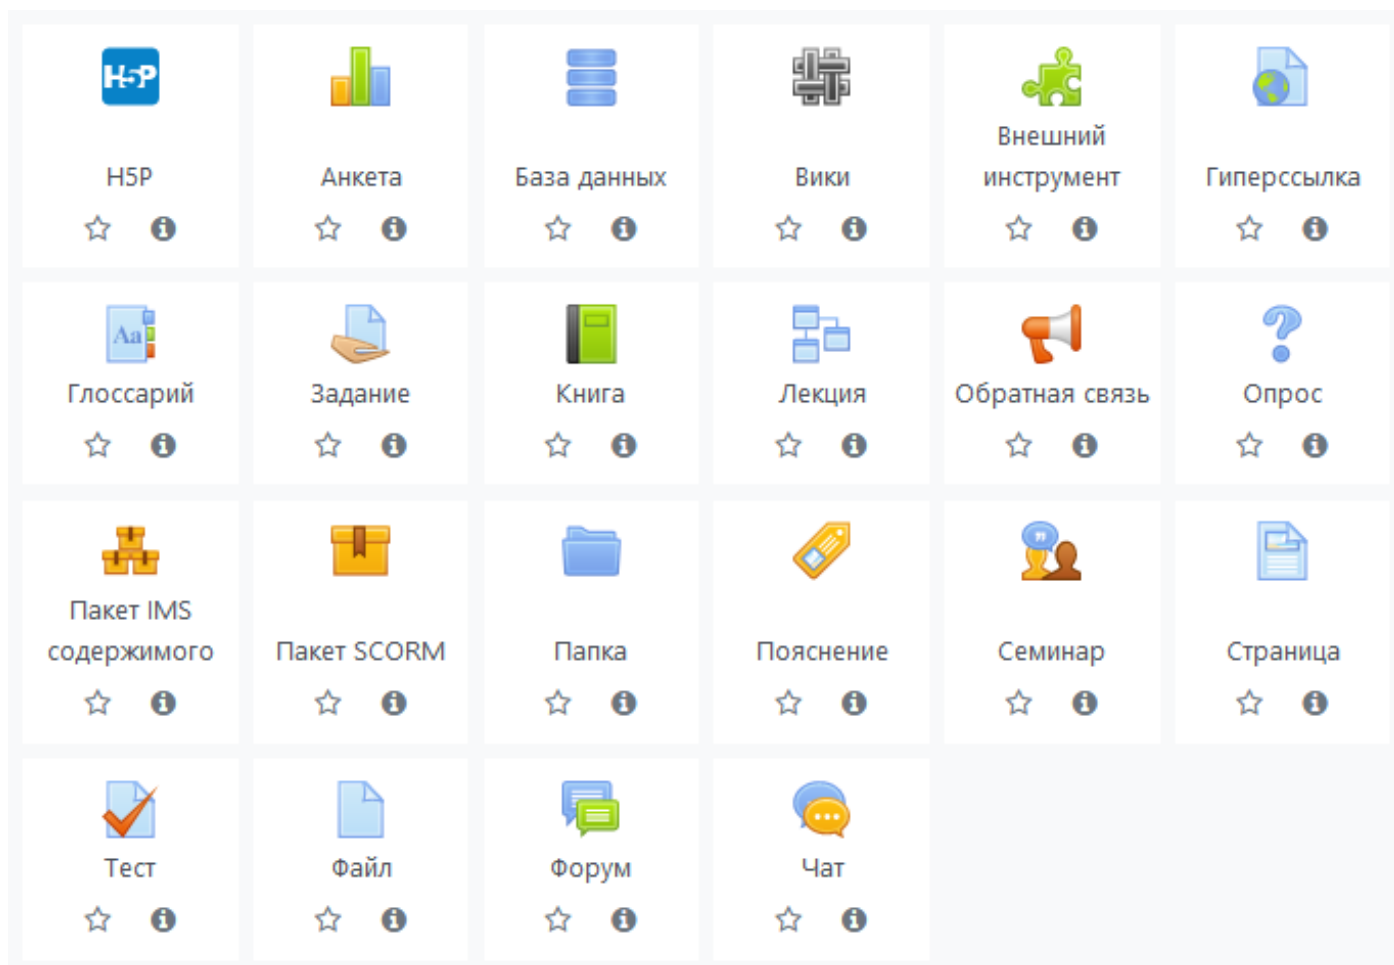 H5P
H5P
Анкета
База данных
Вики
Внешний
инструмент
Гиперссылка
Aa
Глоссарий
Задание
Книга
Лекция
Обратная связь
?
Опрос
Пакет IMS
содержимого
Пакет SCORM
Папка
Пояснение
Семинар
Страница
Тест
Файл
Форум
Чат